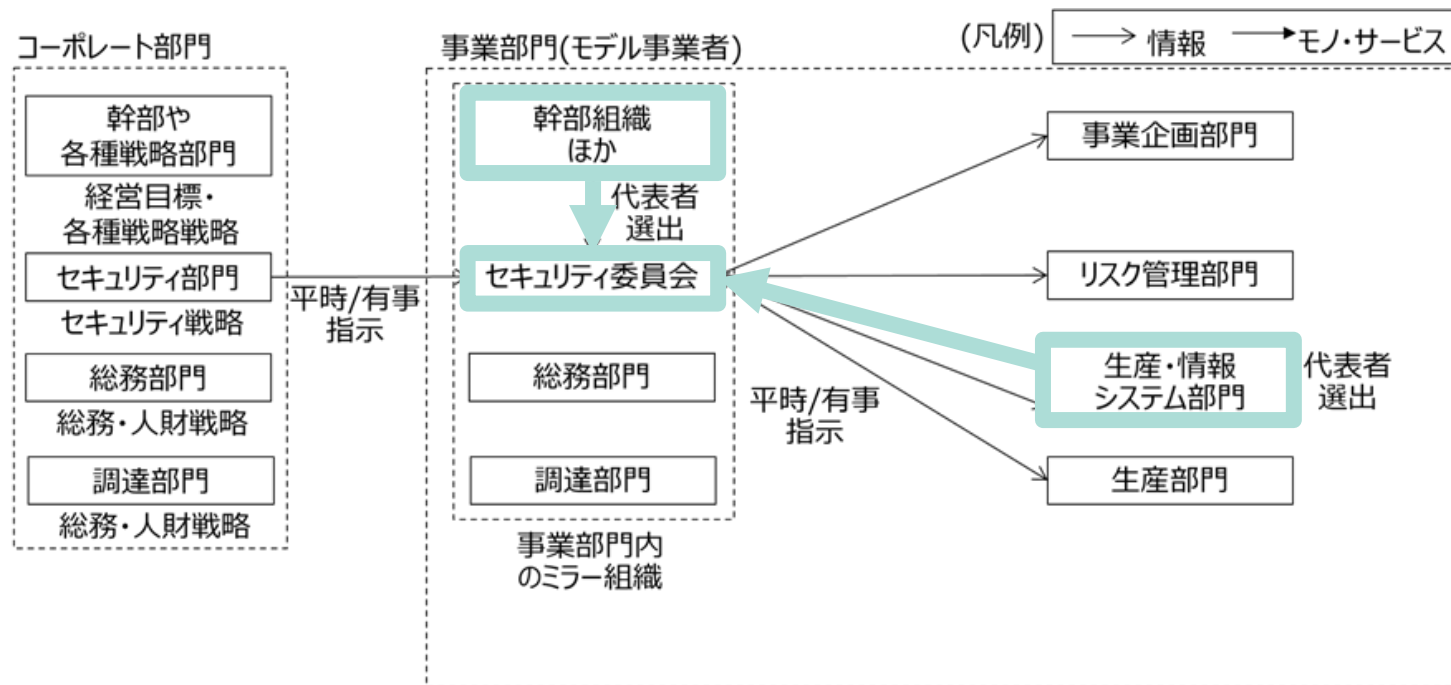 (凡例)
情報
モノ・サービス
コーポレート部門
幹部や
各種戦略部門
経営目標・
各種戦略戦略
セキュリティ部門
セキュリティ戦略
総務部門
総務・人財戦略
調達部門
総務・人財戦略
平時/有事
指示
事業部門(モデル事業者)
幹部組織
ほか
代表者
選出
セキュリティ委員会
総務部門
調達部門
事業部門内
のミラー組織
平時/有事
指示
事業企画部門
リスク管理部門
生産・情報
システム部門
代表者
選出
生産部門